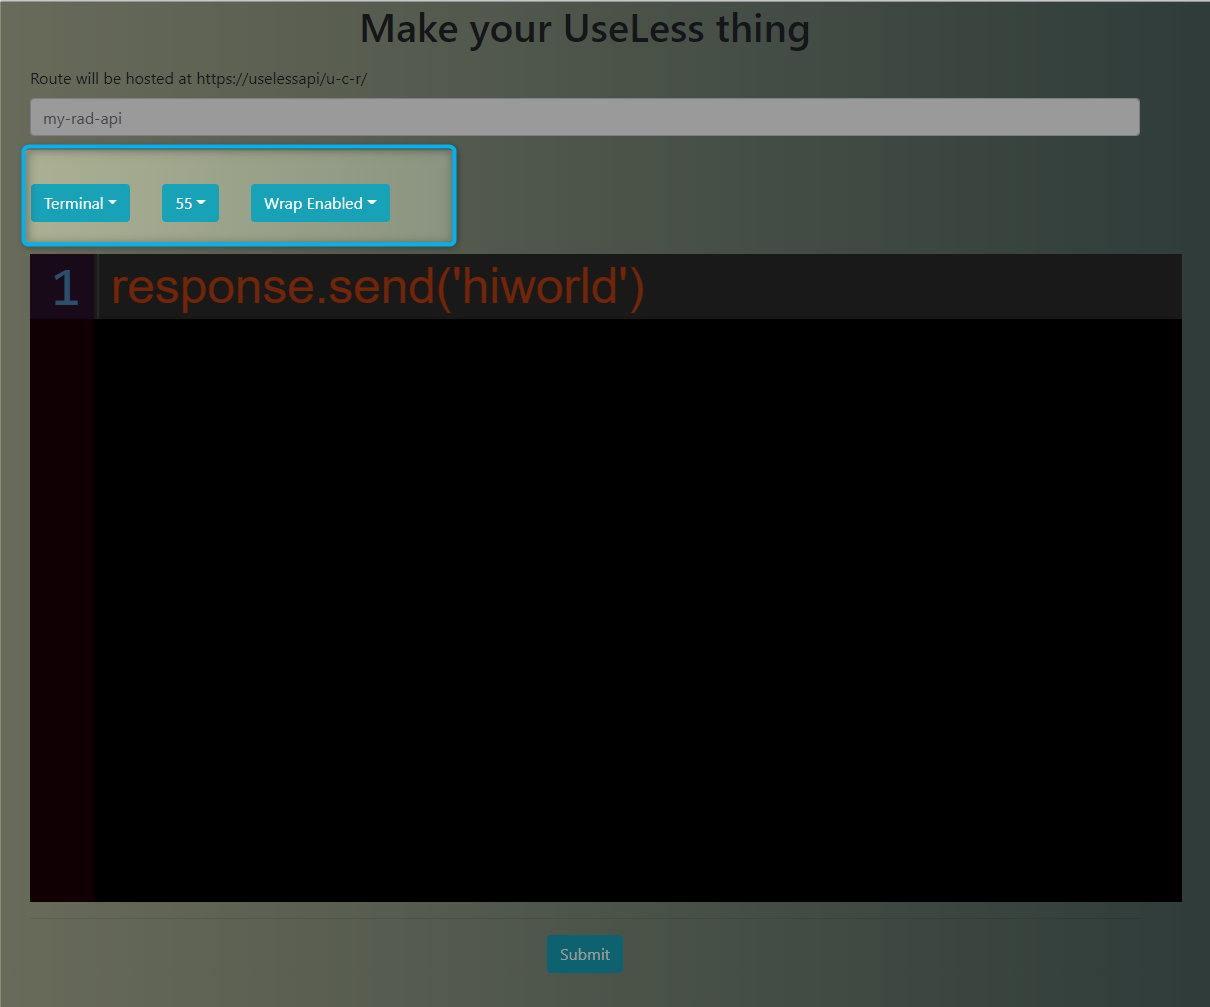 Make your UseLess thing
Route will be hosted at https://uselessapi/u-c-r/
my-rad-api
Terminal 55 Wrap Enabled
1 response.send('hiworld')
Submit